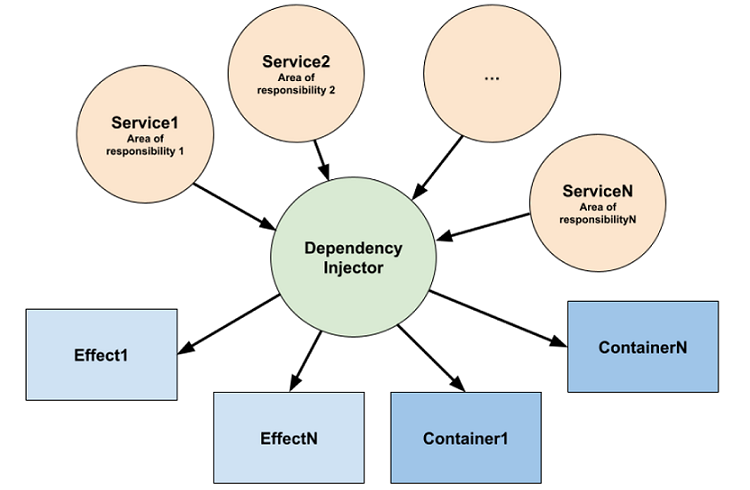 Service2
Area of
responsibility 2
...
Service1
Area of
responsibility 1
ServiceN
Area of
responsibilityN
Dependency
Injector
Effect1
ContainerN
EffectN
Container1